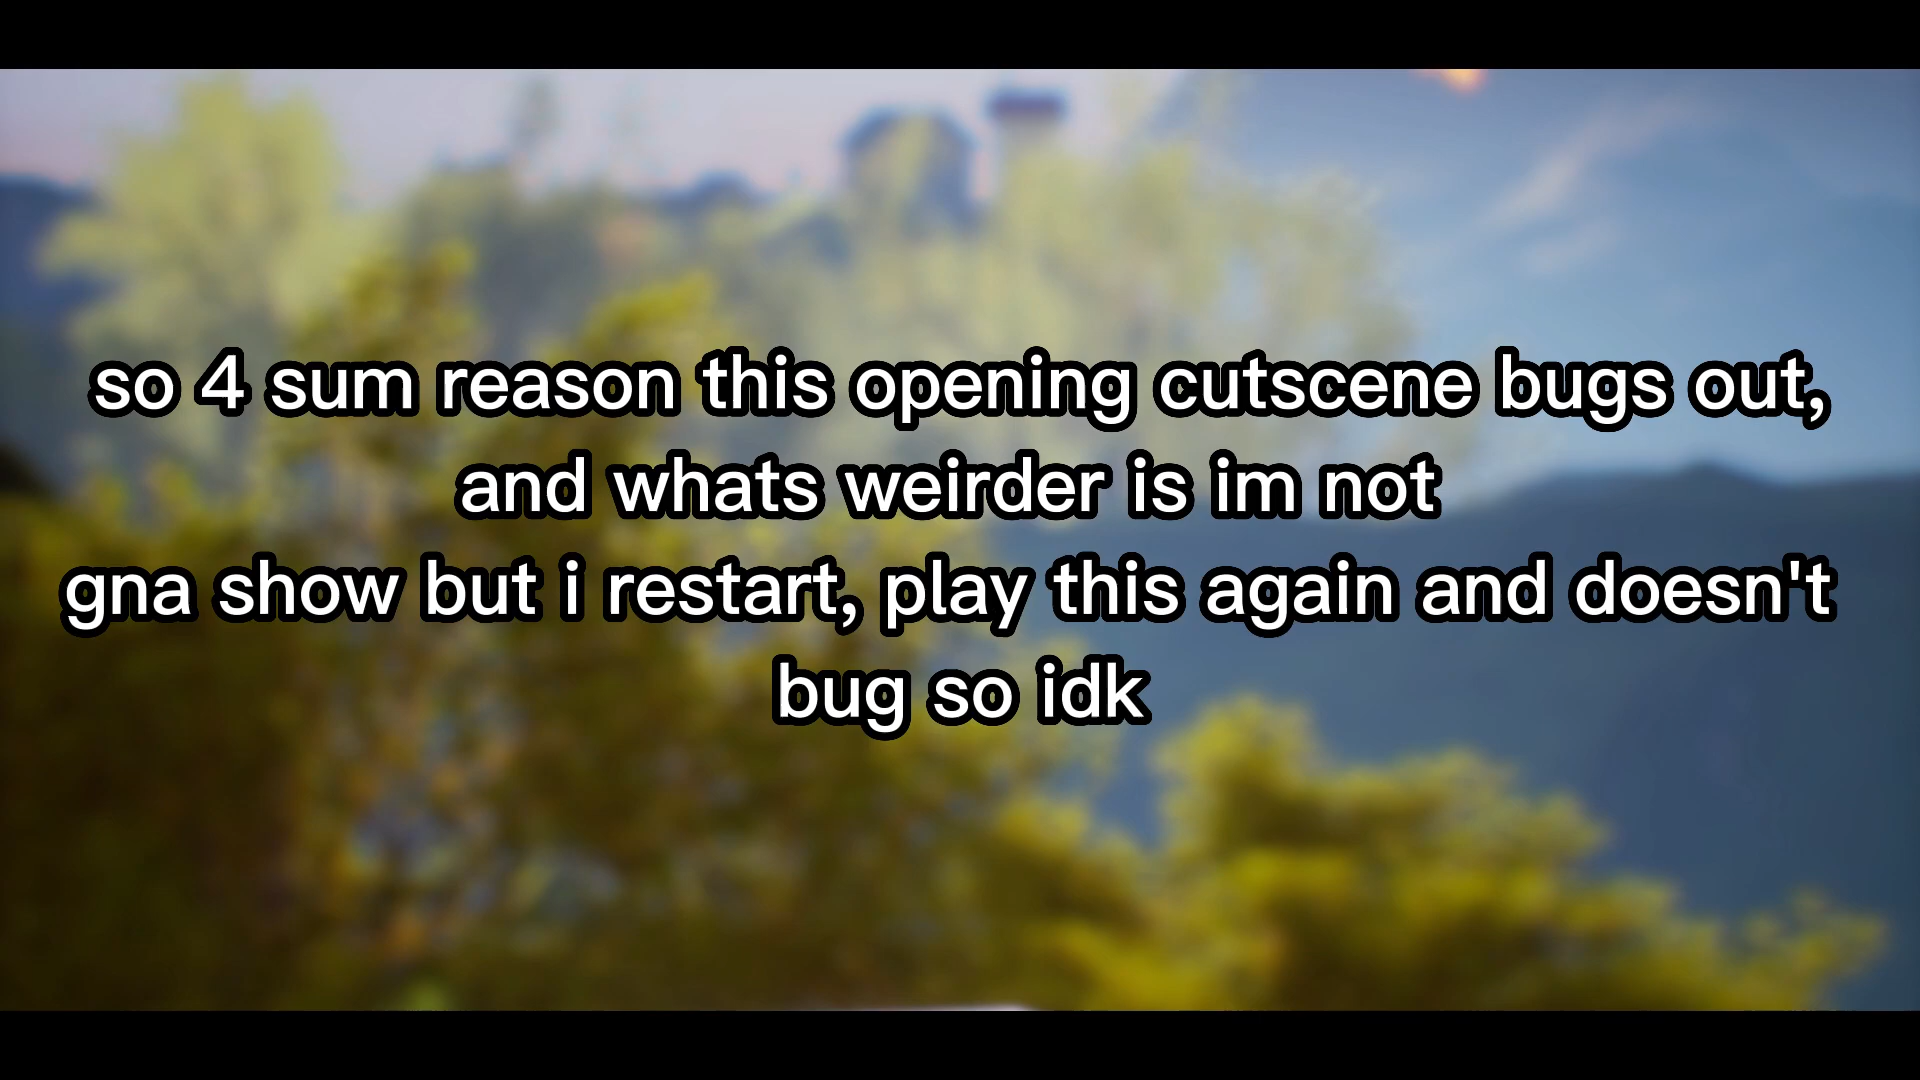 so 4 sum reason this opening cutscene bugs out,
and whats weirder is im not
gna show but i restart, play this again and doesn't
bug so idk